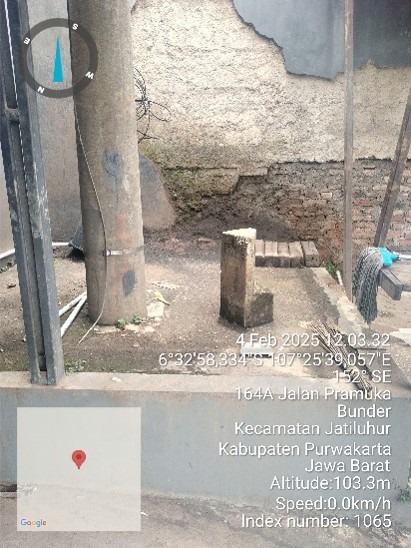 S
E
W
N
4 Feb 2025 12.03.32
6°32'58,334"S 107°25'39,057"E
152° SE
164A Jalan Pramuka
Bunder
Kecamatan Jatiluhur
Kabupaten Purwakarta
Jawa Barat
Altitude:103.3m
Speed:0.0km/h
Index number: 1065
Google